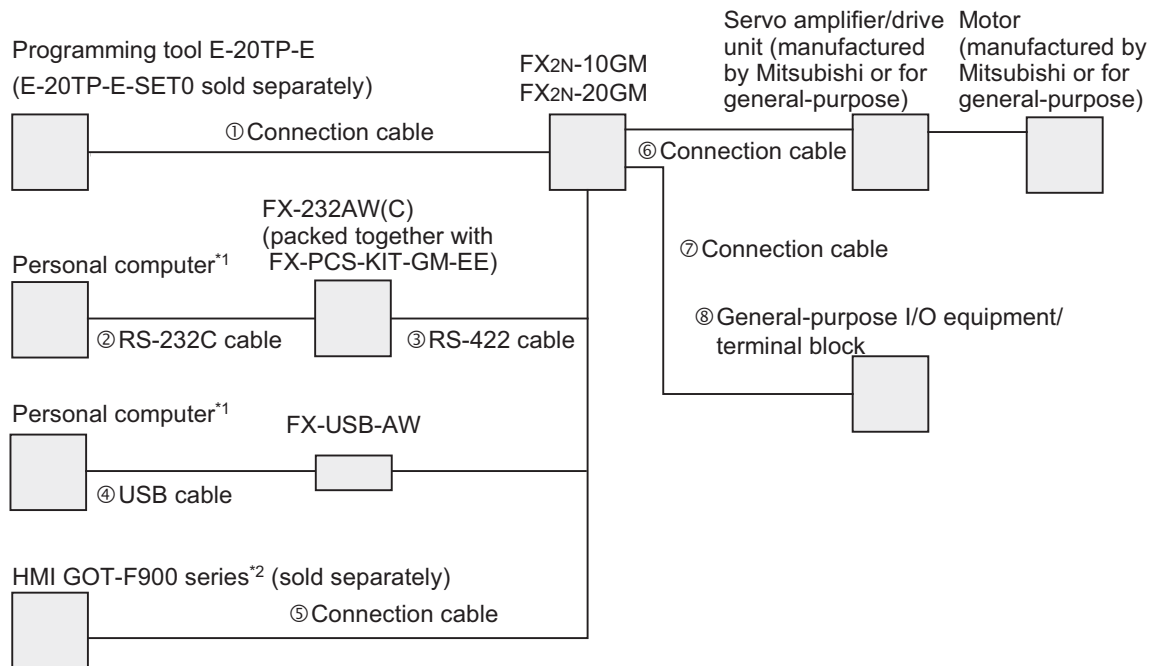 Programming tool E-20TP-E
(E-20TP-E-SET0 sold separately)
①Connection cable
FX2N-10GM
FX2N-20GM
Servo amplifier/drive
unit (manufactured
by Mitsubishi or for
general-purpose)
Motor
(manufactured by
Mitsubishi or for
general-purpose)
⑥Connection cable
FX-232AW(C)
(packed together with
FX-PCS-KIT-GM-EE)
⑦Connection cable
Personal computer*1
②RS-232C cable
③RS-422 cable
⑧General-purpose I/O equipment/
terminal block
Personal computer*1
FX-USB-AW
④USB cable
HMI GOT-F900 series*2 (sold separately)
⑤Connection cable